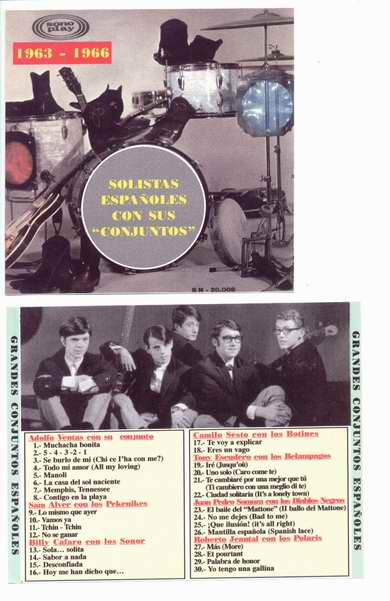 sono
play
1963 - 1966
SOLISTAS
ESPAÑOLES
CON SUS
"CONJUNTOS"
S N - 20.008
GRANDES CONJUNTOS ESPAÑOLES
Adolfo Ventas con su conjunto
1.- Muchacha bonita
2.- 5 - 4 -3 -2 -1
3.- Se burlo de mi (Chi ce l'ha con me?)
4.- Todo mi amor (All my loving)
5.- Manoli
6.- La casa del sol naciente
7.- Memphis, Tennessee
8.- Contigo en la playa
Sam Alver con los Pekenikes
9.- Lo mismo que ayer
10.- Vamos ya
11.- Tchin - Tchin
12.- No se ganar
Billy Cafaro con los Sonor
13.- Sola... solita
14.- Sabor a nada
15.- Desconfiada
16.- Hoy me han dicho que...
Camilo Sesto con los Botines
17.- Te voy a explicar
18.- Eres un vago
Tony Escudero con los Relampagos
19.- Iré (Jusqu'où)
20.- Uno solo (Caro come te)
21.- Te cambiaré por una mejor que tú
(Ti cambiero con una meglio di te)
22.- Ciudad solitaria (It's a lonely town)
Juan Pedro Somoza con los Diablos Negros
23.- El baile del "Mattone" (Il ballo del Mattone)
24.- No me dejes (Bad to me)
25.- ¡Que ilusión! (it's all right)
26.- Mantilla española (Spanish lace)
Roberto Jeantal con los Polaris
27.- Más (More)
28.- El pourtant
29.- Palabra de honor
30.- Yo tengo una gallina
GRANDES CONJUNTOS ESPAÑOLES